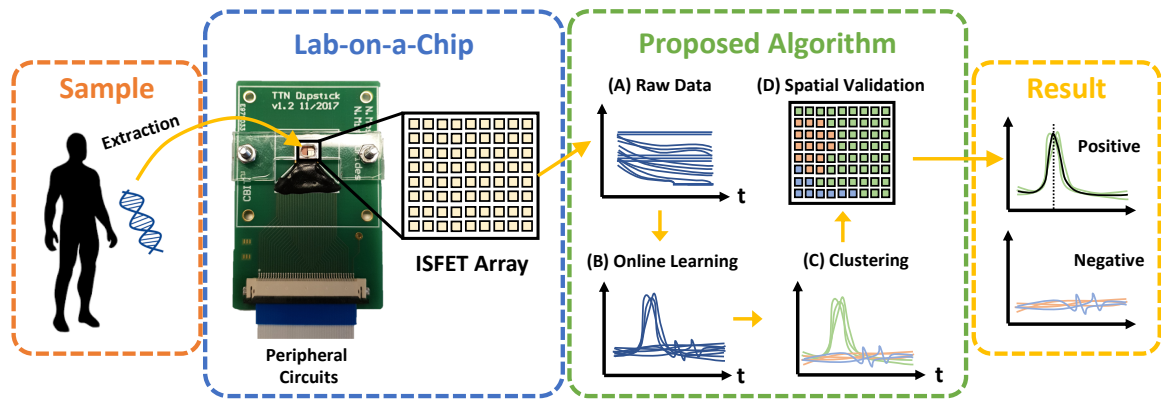 Sample
Extraction
Lab-on-a-Chip
TTN Dipstick
v1.2 11/2017
N.M
CBIT
ISFET Array
Peripheral
Circuits
Proposed Algorithm
(A) Raw Data
t
(B) Online Learning
t
(C) Clustering
t
(D) Spatial Validation
Result
Positive
Negative